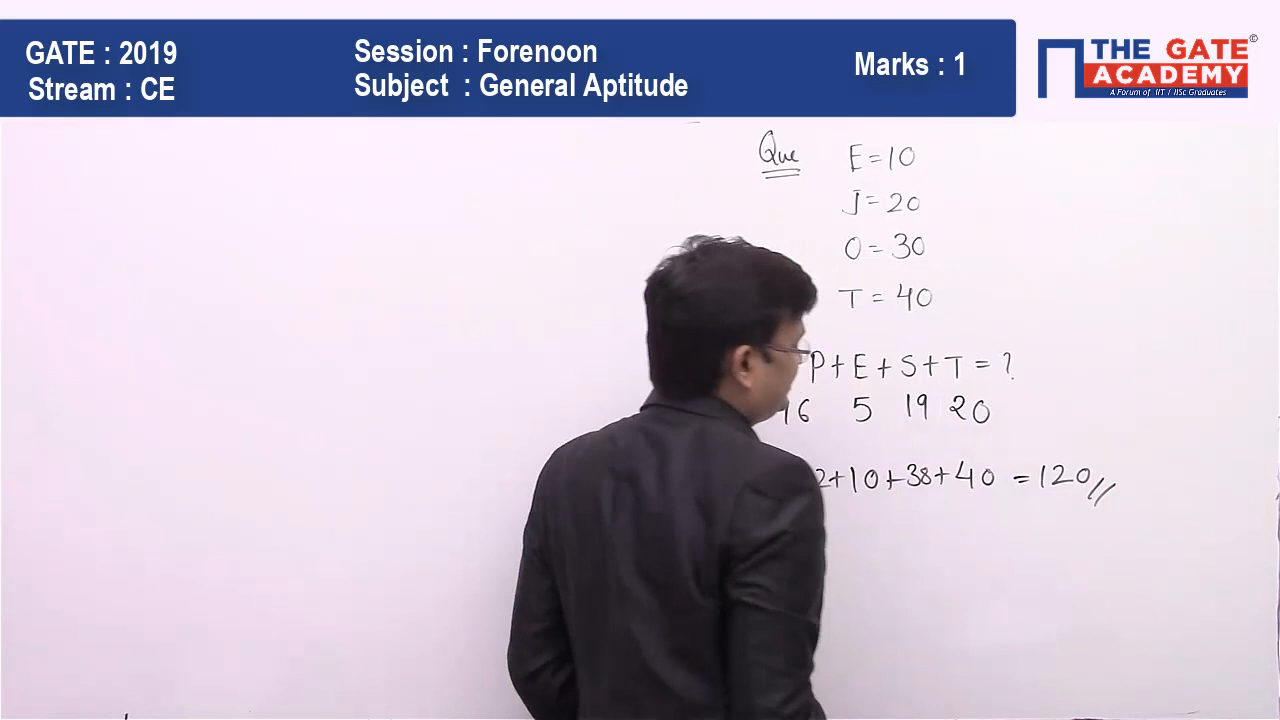 GATE : 2019
Stream : CE
Session : Forenoon
Subject : General Aptitude
Marks : 1
THE GATE
ACADEMY
©
A Forum of IIT / IISc Graduates
Que
E=10
J=20
O=30
T=40
P+E+S+T=?
16 5 19 20
2+10+38+40 =120//